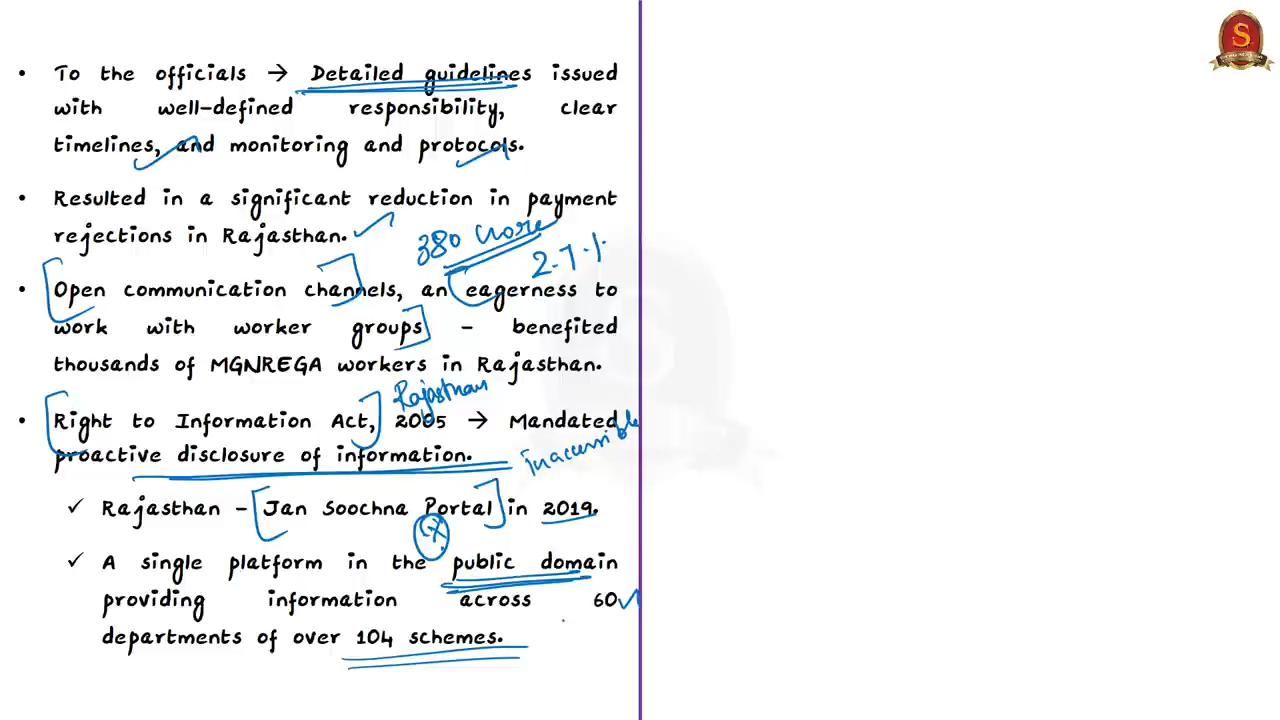 • To the officials → Detailed guidelines issued
with well-defined responsibility, clear
timelines, and monitoring and protocols.
• Resulted in a significant reduction in payment
rejections in Rajasthan.
380 crore
2.7%
• Open communication channels, an eagerness to
work with worker groups – benefited
thousands of MGNREGA workers in Rajasthan.
Rajasthan
• Right to Information Act, 2005 → Mandated
proactive disclosure of information.
inaccessible
✓ Rajasthan – Jan Soochna Portal in 2019.
✓ A single platform in the public domain
providing information across 60
departments of over 104 schemes.
S